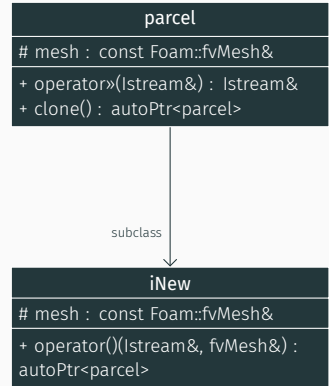 parcel
# mesh : const Foam::fvMesh&
+ operator»(Istream&) : Istream&
+ clone() : autoPtr<parcel>
subclass
iNew
# mesh : const Foam::fvMesh&
+ operator()(Istream&, fvMesh&) :
autoPtr<parcel>